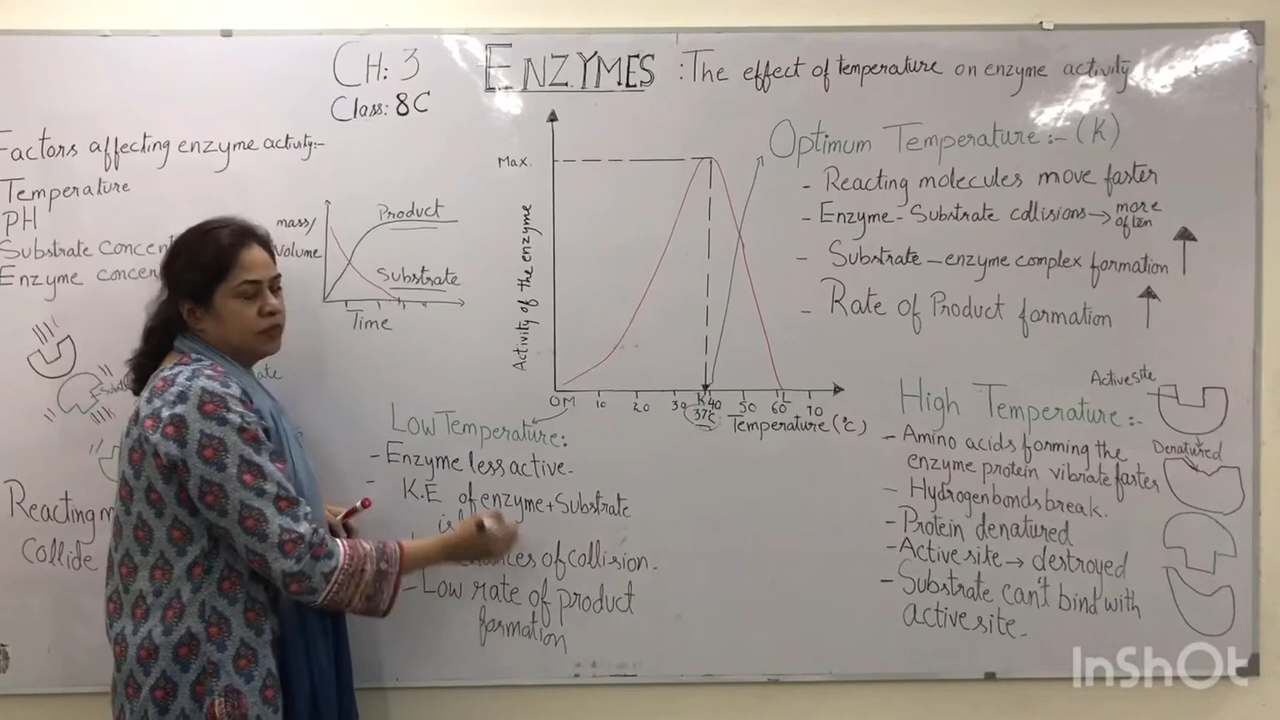 CH: 3
Class: 8C
ENZYMES : The effect of temperature on enzyme activity
Factors affecting enzyme activity:-
Temperature
PH
Substrate
Enzyme
mass/
Volume
Product
Substrate
Time
Reacting
Collide
Max.
Activity of the enzyme
0M 10 20 30 K 40 50 60 L 70
37°C
Temperature (°C)
Low Temperature:
- Enzyme less active.
- K.E of enzyme + Substrate
of collision.
- Low rate of product
formation
Optimum Temperature :- (K)
- Reacting molecules move faster
- Enzyme - Substrate collisions → more
often
- Substrate - enzyme complex formation ↑
- Rate of Product formation ↑
High Temperature :-
- Amino acids forming the
enzyme protein vibrate faster
- Hydrogen bonds break.
- Protein denatured
- Active site → destroyed
- Substrate can't bind with
active site.
Active site
Denatured
InShOt